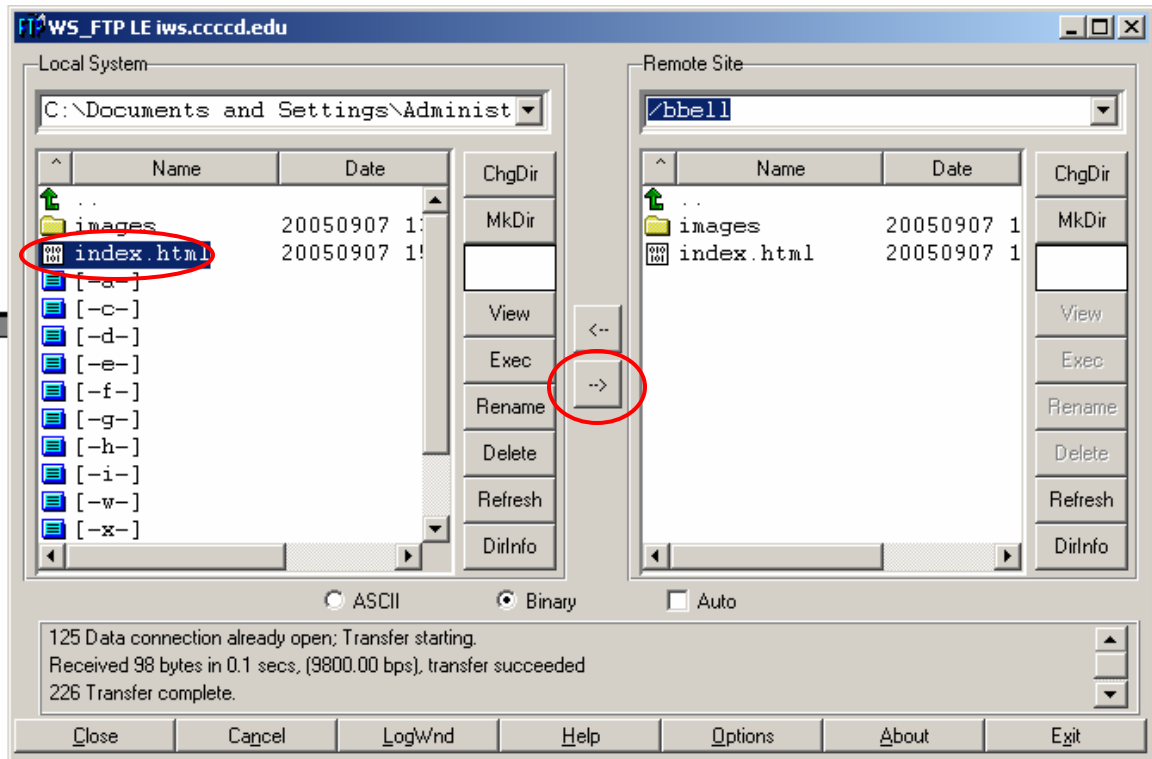 WS_FTP LE iws.ccccd.edu
Local System
C:\Documents and Settings\Administ
^ Name Date
..
images 20050907 1
index.html 20050907 1
[-a-]
[-c-]
[-d-]
[-e-]
[-f-]
[-g-]
[-h-]
[-i-]
[-w-]
[-x-]
ChgDir
MkDir
View
Exec
Rename
Delete
Refresh
DirInfo
<--
-->
Remote Site
/bbell
^ Name Date
..
images 20050907 1
index.html 20050907 1
ChgDir
MkDir
View
Exec
Rename
Delete
Refresh
DirInfo
ASCII Binary Auto
125 Data connection already open; Transfer starting.
Received 98 bytes in 0.1 secs, (9800.00 bps), transfer succeeded
226 Transfer complete.
Close Cancel LogWnd Help Options About Exit